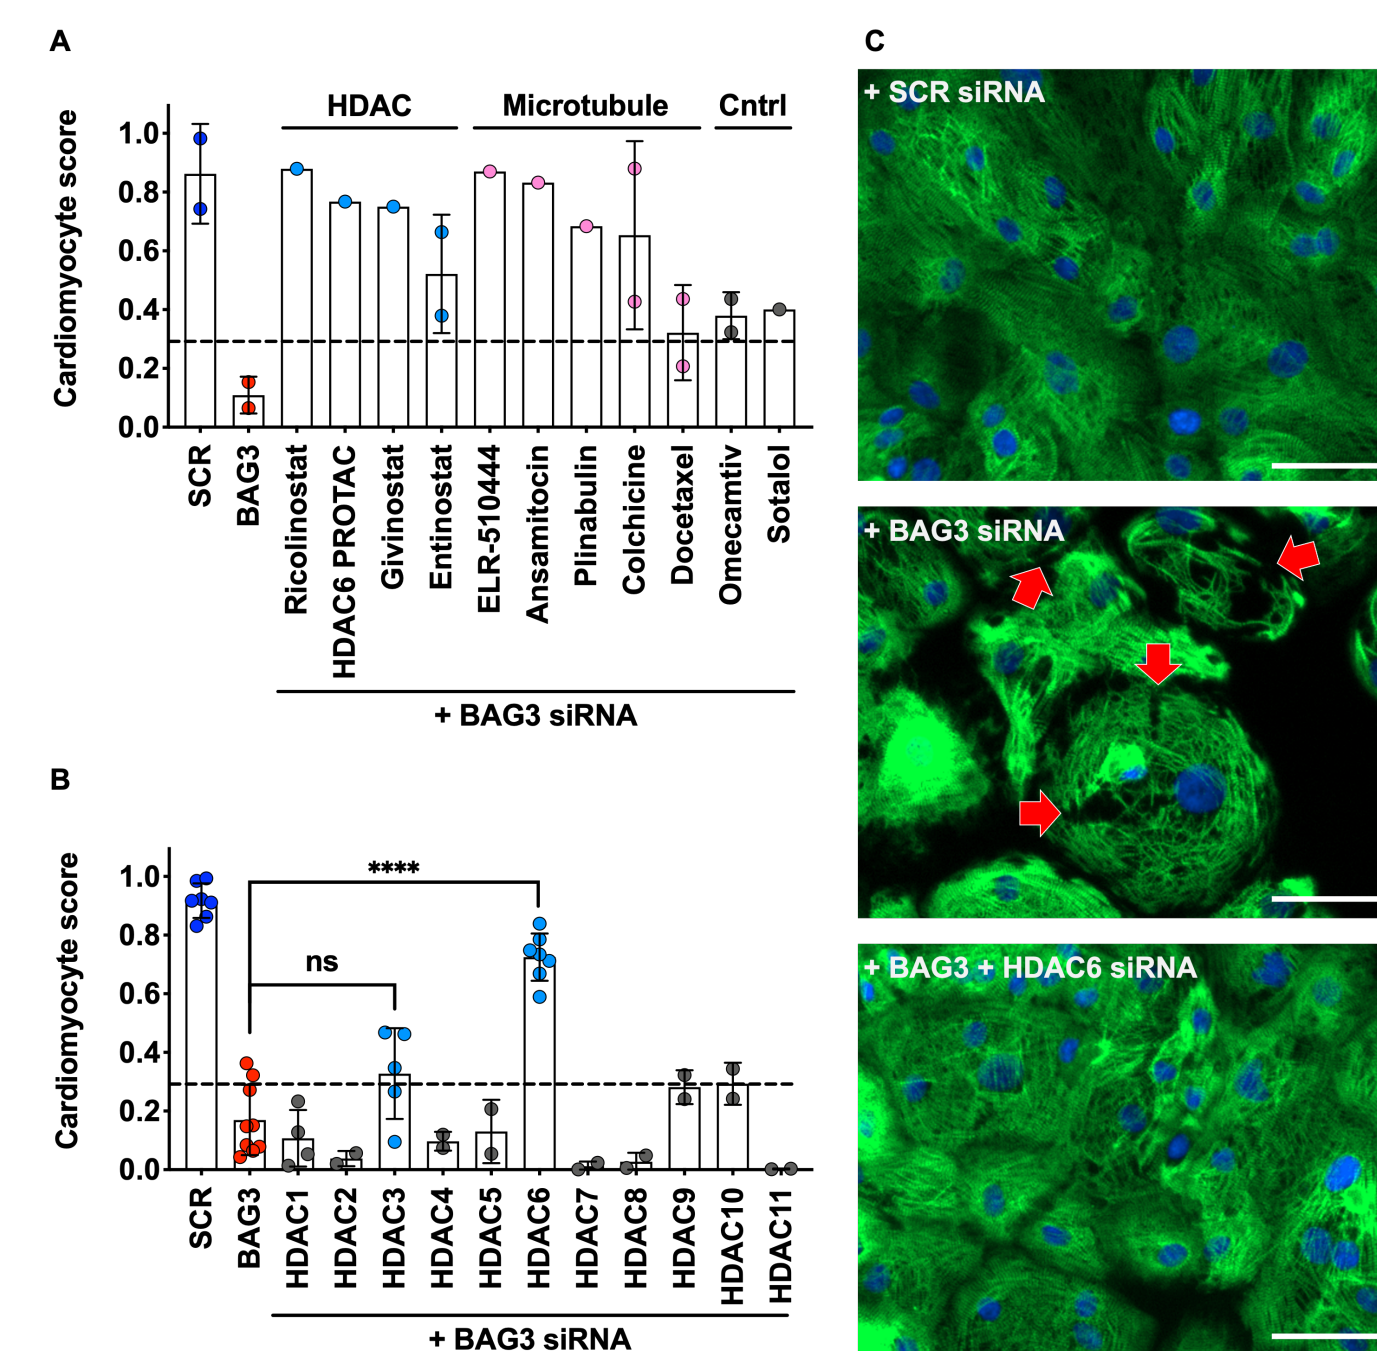 A
HDAC
Microtubule
Cntrl
Cardiomyocyte score
1.0
0.8
0.6
0.4
0.2
0.0
SCR
BAG3
Ricolinostat
HDAC6 PROTAC
Givinostat
Entinostat
ELR-510444
Ansamitocin
Plinabulin
Colchicine
Docetaxel
Omecamtiv
Sotalol
+ BAG3 siRNA
B
Cardiomyocyte score
1.0
0.8
0.6
0.4
0.2
0.0
****
ns
SCR
BAG3
HDAC1
HDAC2
HDAC3
HDAC4
HDAC5
HDAC6
HDAC7
HDAC8
HDAC9
HDAC10
HDAC11
+ BAG3 siRNA
C
+ SCR siRNA
+ BAG3 siRNA
+ BAG3 + HDAC6 siRNA